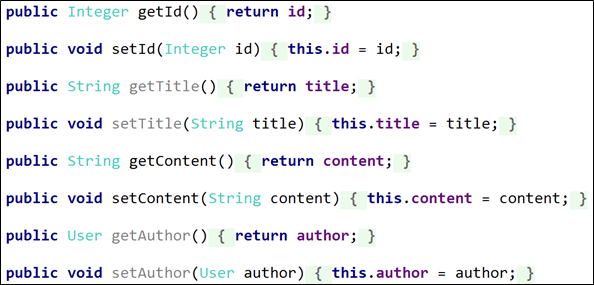 public Integer getId() { return id; }
public void setId(Integer id) { this.id = id; }
public String getTitle() { return title; }
public void setTitle(String title) { this.title = title; }
public String getContent() { return content; }
public void setContent(String content) { this.content = content; }
public User getAuthor() { return author; }
public void setAuthor(User author) { this.author = author; }